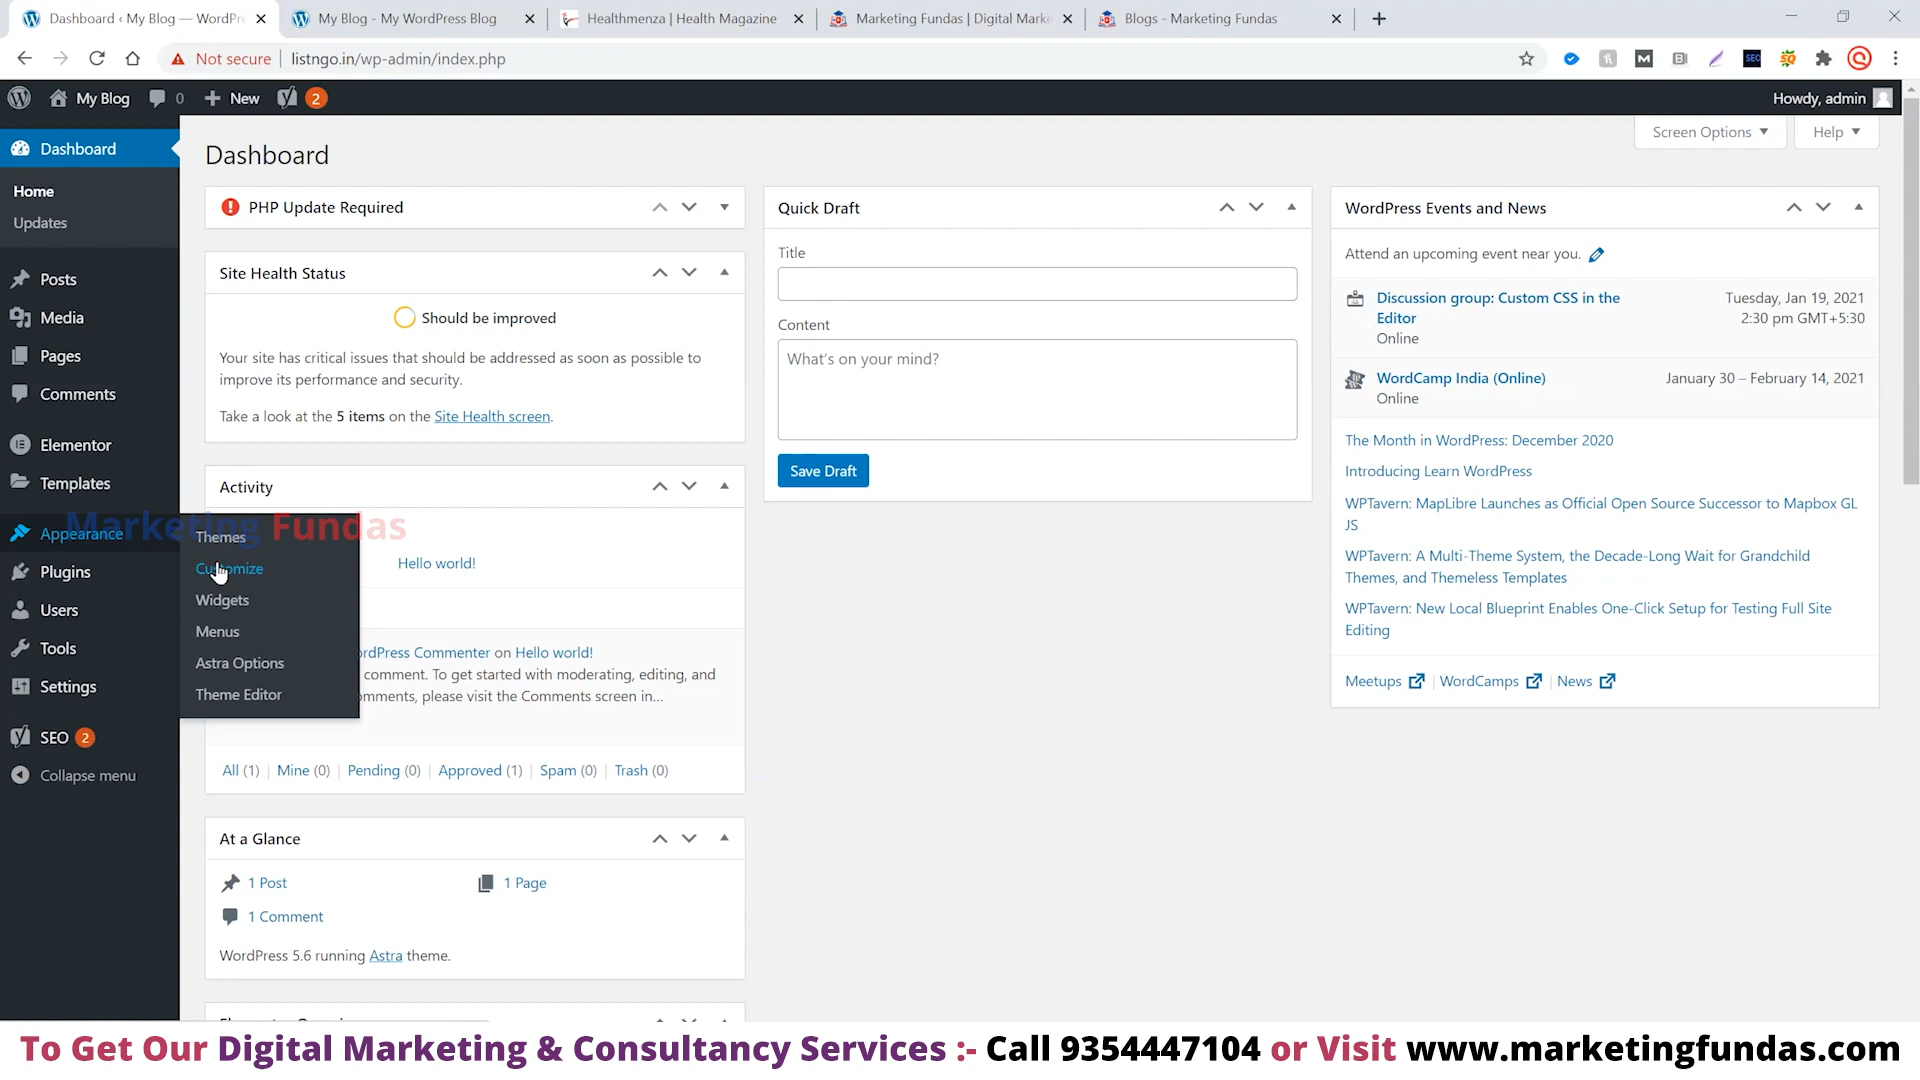 Dashboard ‹ My Blog — WordPr
My Blog - My WordPress Blog
Healthmenza | Health Magazine
Marketing Fundas | Digital Marke
Blogs - Marketing Fundas
Not secure
listngo.in/wp-admin/index.php
My Blog
0
New
2
Howdy, admin
Screen Options
Help
Dashboard
Home
Updates
Posts
Media
Pages
Comments
Elementor
Templates
Appearance
Plugins
Users
Tools
Settings
SEO 2
Collapse menu
Marketing Fundas
Themes
Customize
Widgets
Menus
Astra Options
Theme Editor
Dashboard
PHP Update Required
Site Health Status
Should be improved
Your site has critical issues that should be addressed as soon as possible to
improve its performance and security.
Take a look at the 5 items on the Site Health screen.
Activity
Hello world!
rdPress Commenter on Hello world!
comment. To get started with moderating, editing, and
mments, please visit the Comments screen in...
All (1) | Mine (0) | Pending (0) | Approved (1) | Spam (0) | Trash (0)
At a Glance
1 Post
1 Page
1 Comment
WordPress 5.6 running Astra theme.
Quick Draft
Title
Content
What's on your mind?
Save Draft
WordPress Events and News
Attend an upcoming event near you.
Discussion group: Custom CSS in the
Editor
Online
Tuesday, Jan 19, 2021
2:30 pm GMT+5:30
WordCamp India (Online)
Online
January 30 – February 14, 2021
The Month in WordPress: December 2020
Introducing Learn WordPress
WPTavern: MapLibre Launches as Official Open Source Successor to Mapbox GL
JS
WPTavern: A Multi-Theme System, the Decade-Long Wait for Grandchild
Themes, and Themeless Templates
WPTavern: New Local Blueprint Enables One-Click Setup for Testing Full Site
Editing
Meetups | WordCamps | News
To Get Our Digital Marketing & Consultancy Services :- Call 9354447104 or Visit www.marketingfundas.com